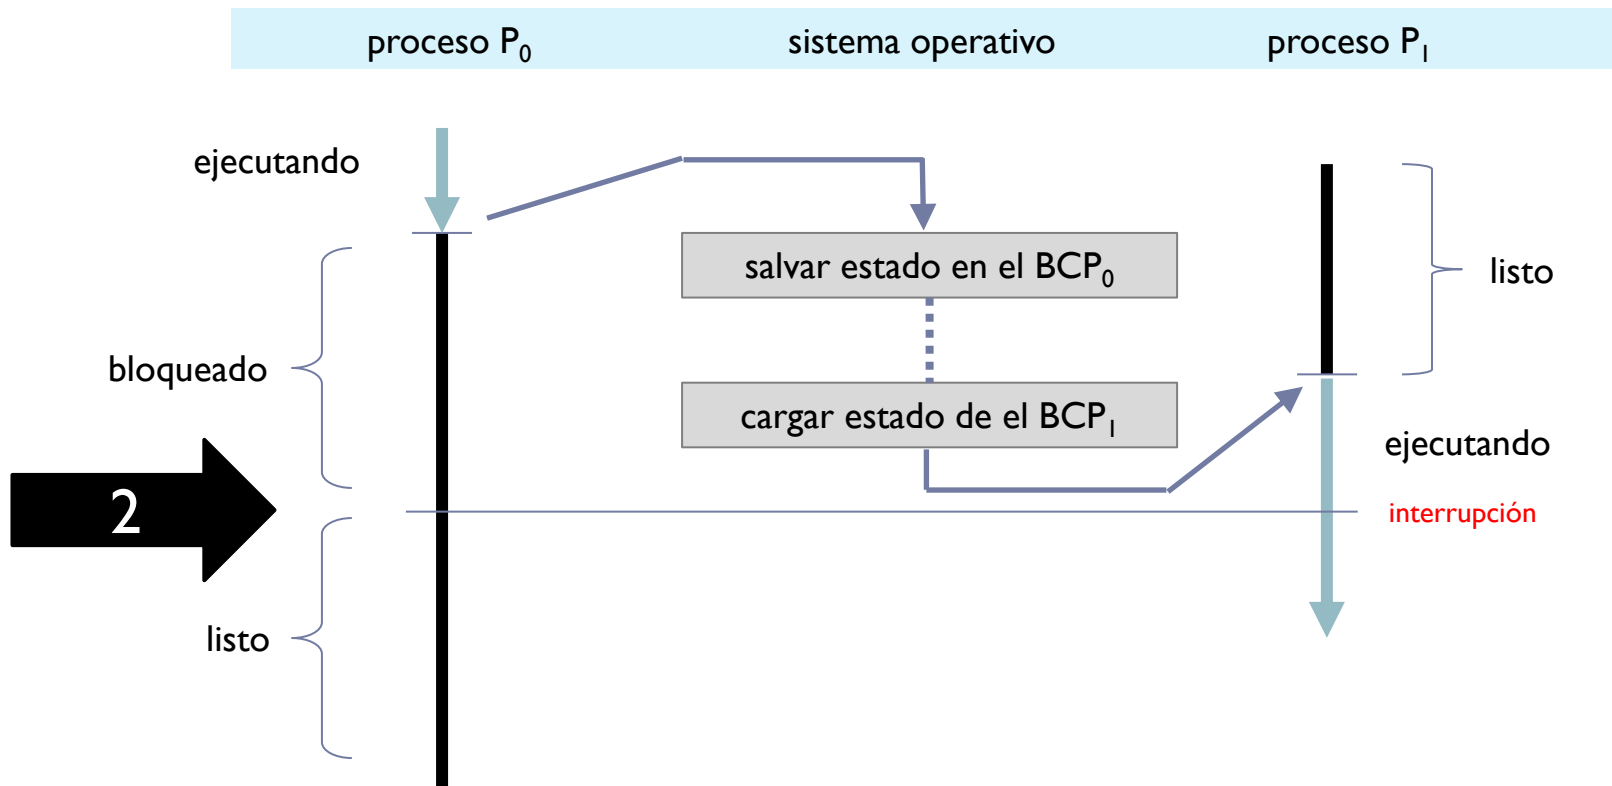 proceso P₀ sistema operativo proceso P₁
ejecutando
salvar estado en el BCP₀
listo
bloqueado
cargar estado de el BCP₁
ejecutando
2
interrupción
listo